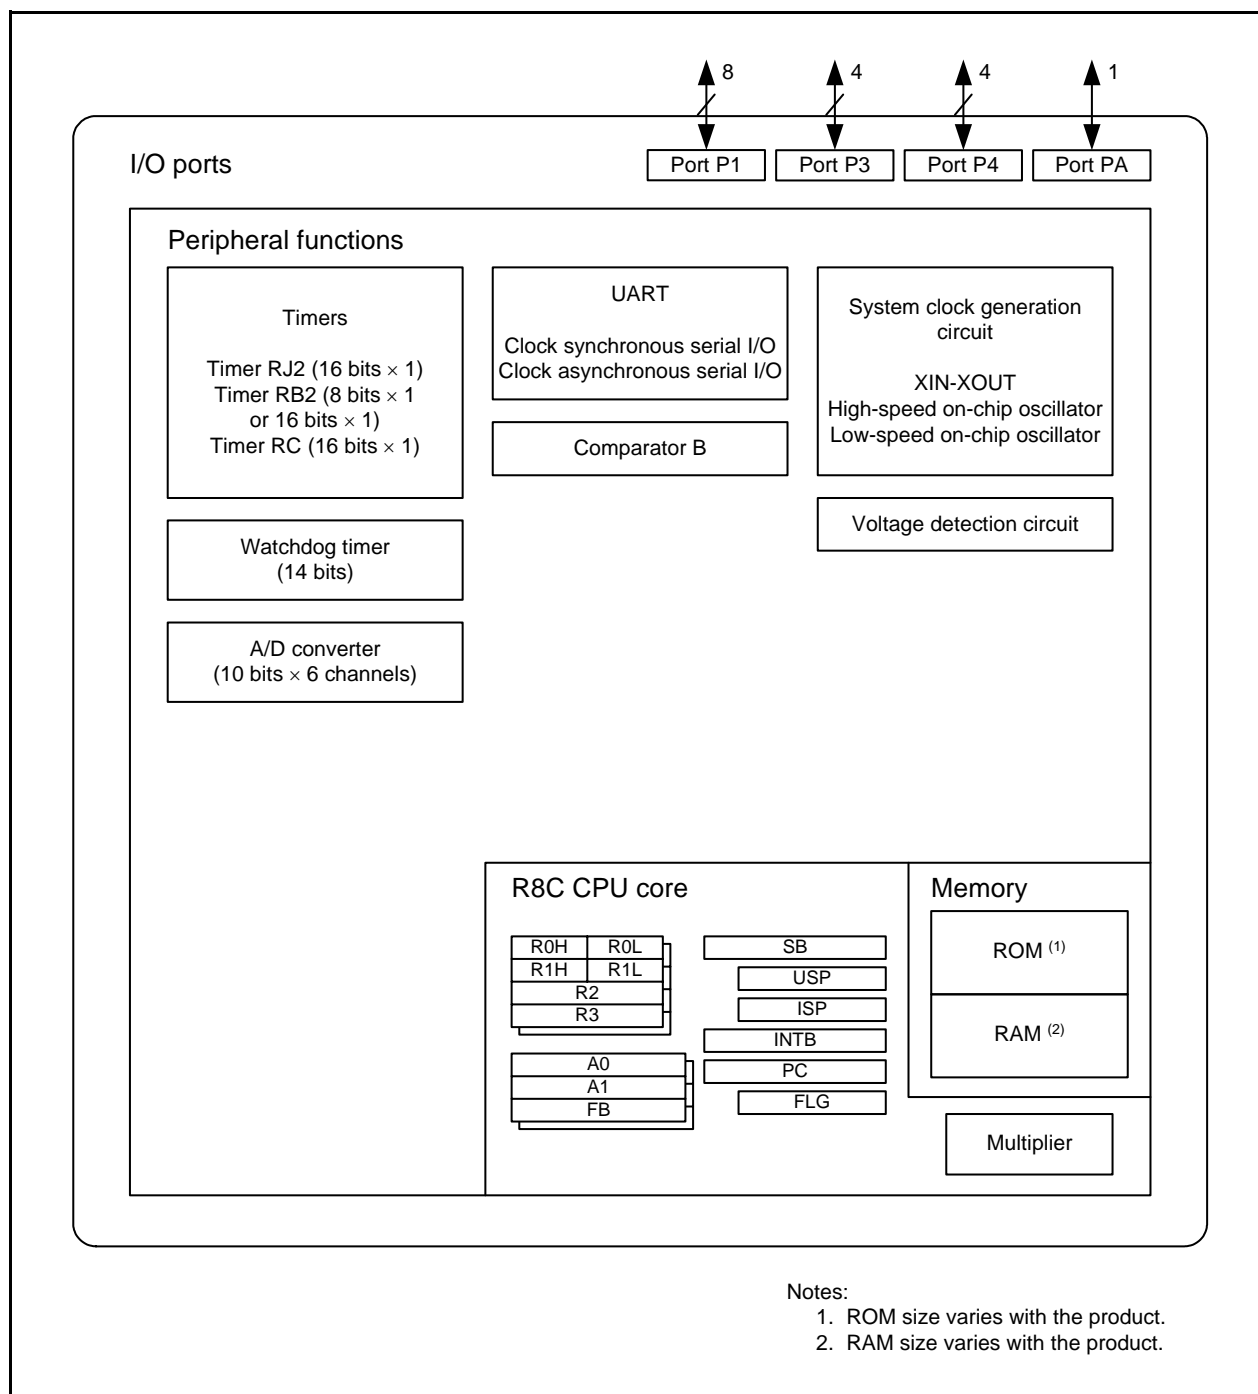 8
4
4
1
I/O ports
Port P1
Port P3
Port P4
Port PA
Peripheral functions
Timers
Timer RJ2 (16 bits × 1)
Timer RB2 (8 bits × 1
or 16 bits × 1)
Timer RC (16 bits × 1)
UART
Clock synchronous serial I/O
Clock asynchronous serial I/O
System clock generation
circuit
XIN-XOUT
High-speed on-chip oscillator
Low-speed on-chip oscillator
Comparator B
Voltage detection circuit
Watchdog timer
(14 bits)
A/D converter
(10 bits × 6 channels)
R8C CPU core
R0H
R0L
R1H
R1L
R2
R3
A0
A1
FB
SB
USP
ISP
INTB
PC
FLG
Memory
ROM (1)
RAM (2)
Multiplier
Notes:
1. ROM size varies with the product.
2. RAM size varies with the product.